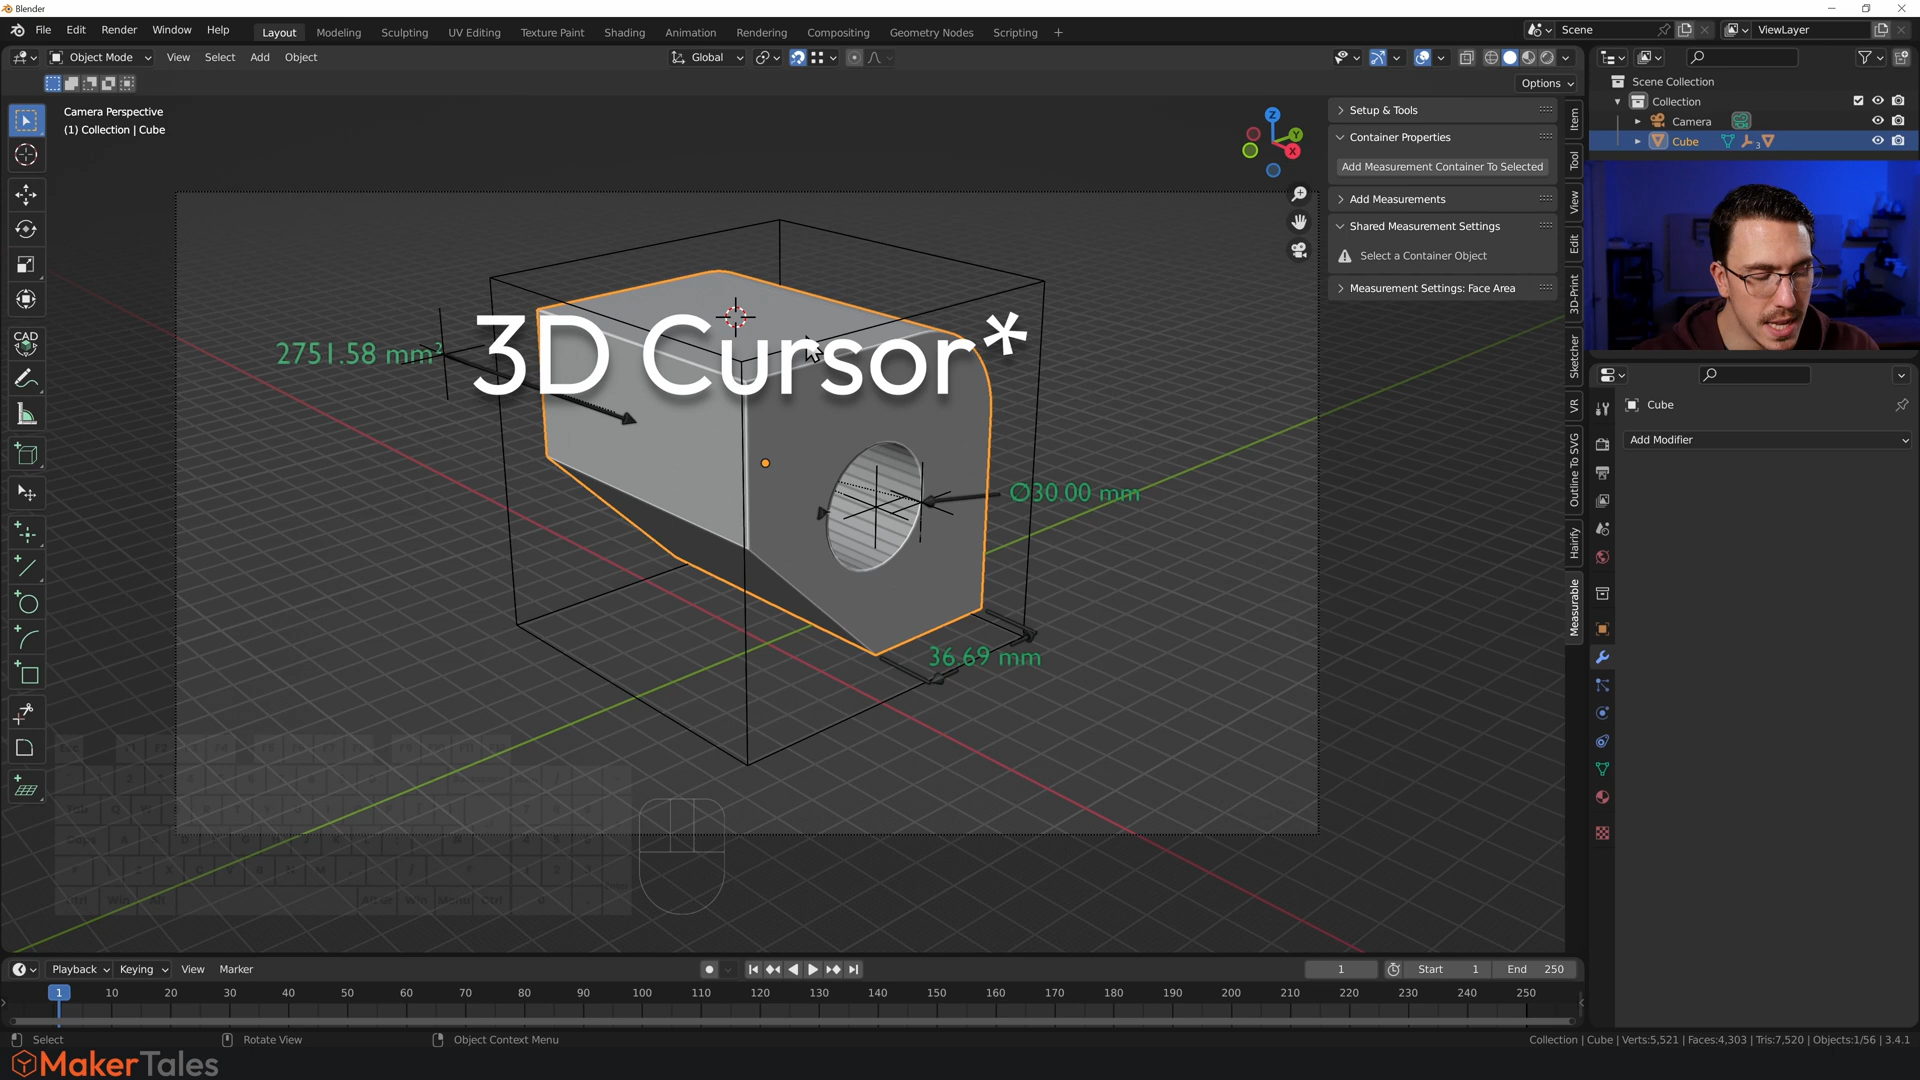 Blender
File Edit Render Window Help
Layout Modeling Sculpting UV Editing Texture Paint Shading Animation Rendering Compositing Geometry Nodes Scripting +
Scene
ViewLayer
Object Mode View Select Add Object
Global
Options
Camera Perspective
(1) Collection | Cube
Z
Y
X
CAD
Setup & Tools
Container Properties
Add Measurement Container To Selected
Add Measurements
Shared Measurement Settings
Select a Container Object
Measurement Settings: Face Area
Item
Tool
View
Edit
3D-Print
Sketcher
VR
Outline To SVG
Hairify
Measurable
Scene Collection
Collection
Camera
Cube
3
Cube
Add Modifier
3D Cursor*
2751.58 mm²
∅30.00 mm
36.69 mm
Playback Keying View Marker
1 Start 1 End 250
1 10 20 30 40 50 60 70 80 90 100 110 120 130 140 150 160 170 180 190 200 210 220 230 240 250
Select Rotate View Object Context Menu
Collection | Cube | Verts:5,521 | Faces:4,303 | Tris:7,520 | Objects:1/56 | 3.4.1
MakerTales